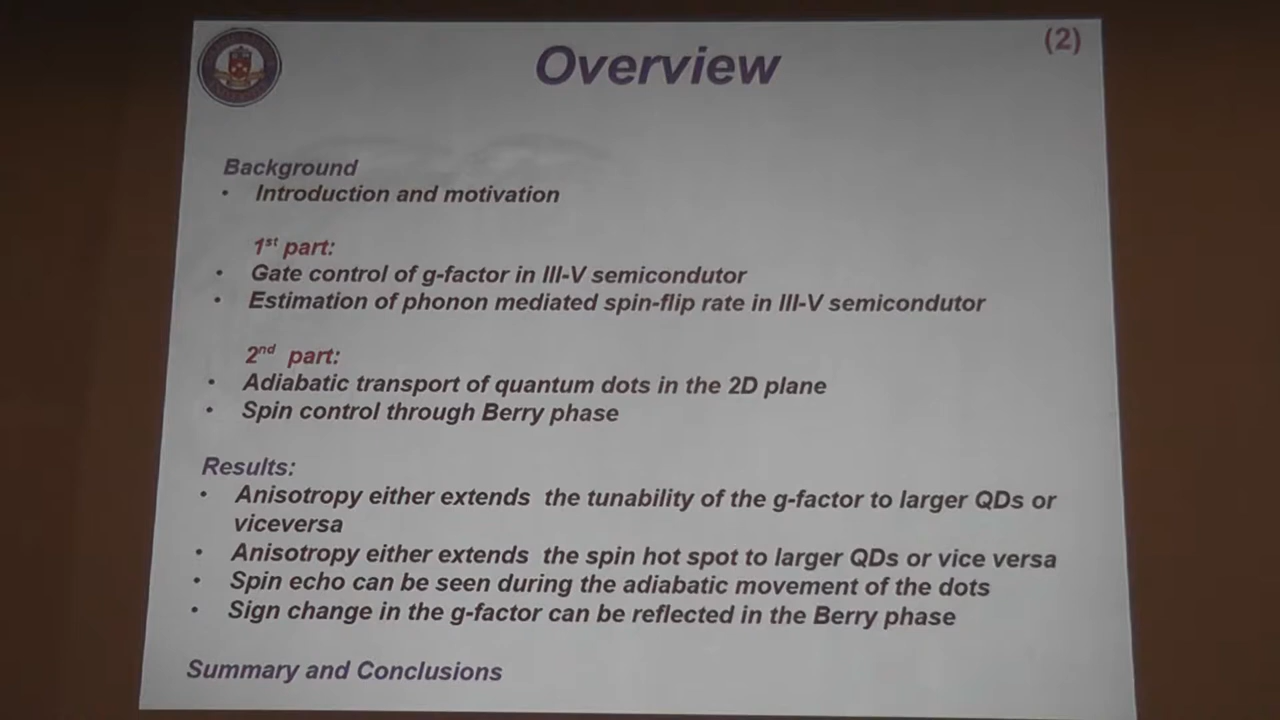 (2)
Overview
Background
• Introduction and motivation
1st part:
• Gate control of g-factor in III-V semicondutor
• Estimation of phonon mediated spin-flip rate in III-V semicondutor
2nd part:
• Adiabatic transport of quantum dots in the 2D plane
• Spin control through Berry phase
Results:
• Anisotropy either extends the tunability of the g-factor to larger QDs or
viceversa
• Anisotropy either extends the spin hot spot to larger QDs or vice versa
• Spin echo can be seen during the adiabatic movement of the dots
• Sign change in the g-factor can be reflected in the Berry phase
Summary and Conclusions